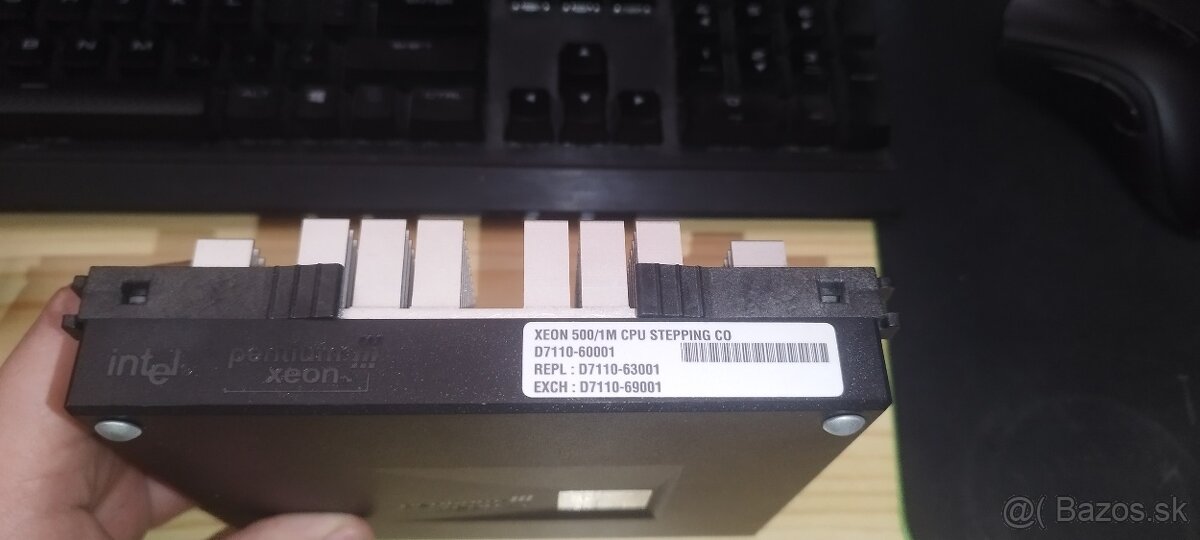 intel.
pentium III
xeon™
XEON 500/1M CPU STEPPING CO
D7110-60001
REPL : D7110-63001
EXCH : D7110-69001
@( Bazos.sk